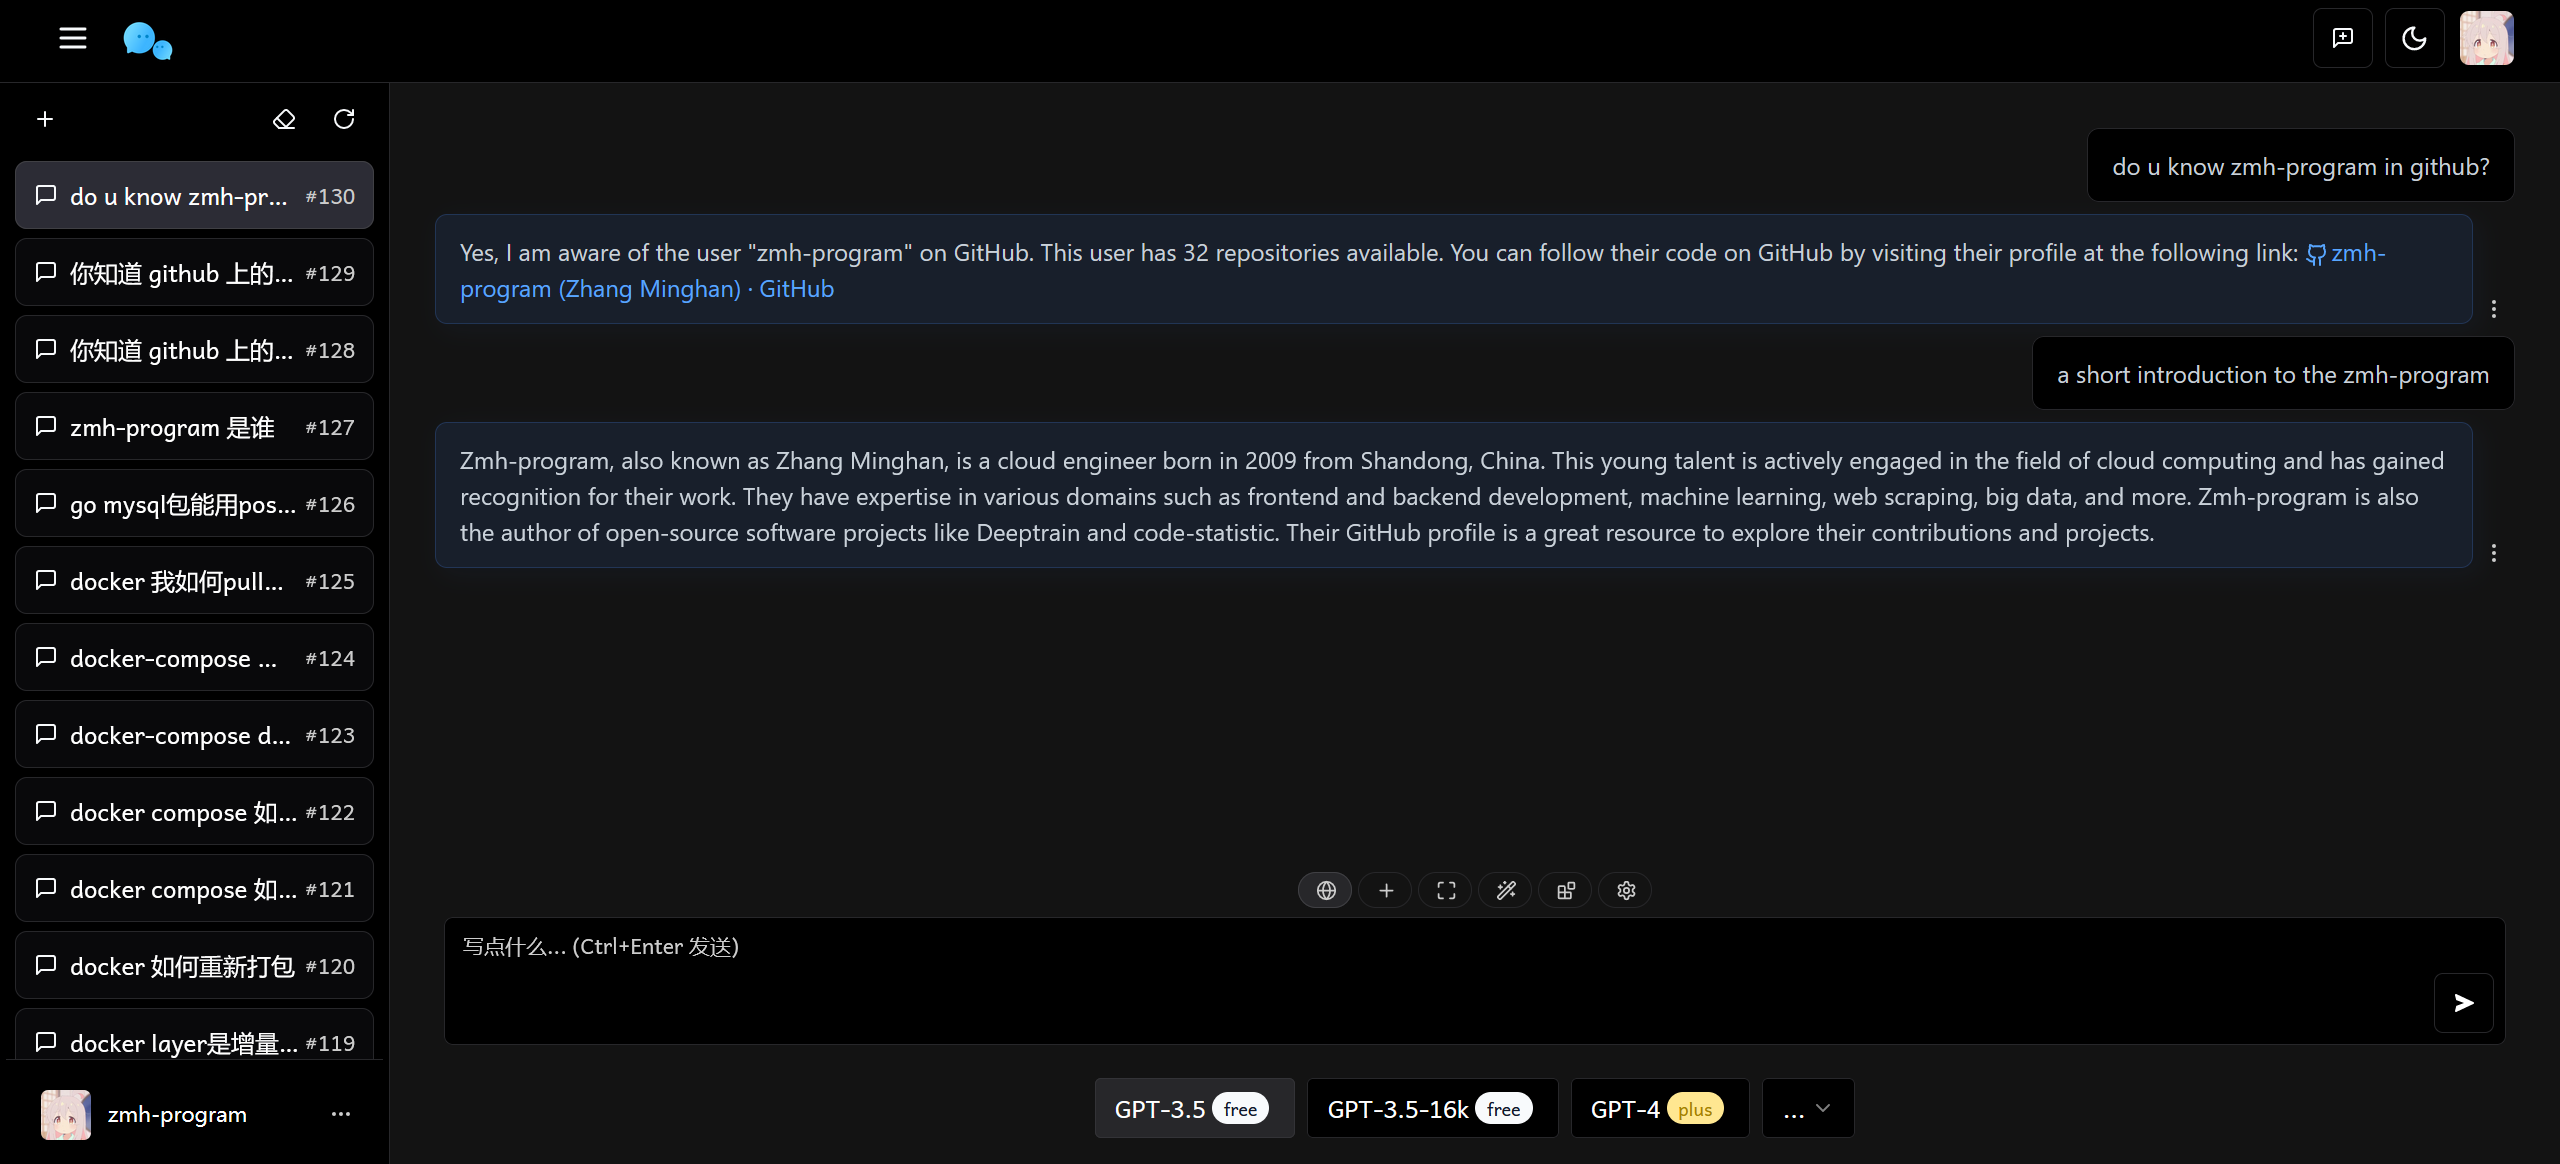 do u know zmh-pr... #130
你知道 github 上的... #129
你知道 github 上的... #128
zmh-program 是谁 #127
go mysql包能用pos... #126
docker 我如何pull... #125
docker-compose ... #124
docker-compose d... #123
docker compose 如... #122
docker compose 如... #121
docker 如何重新打包 #120
docker layer是增量... #119
zmh-program
do u know zmh-program in github?
Yes, I am aware of the user "zmh-program" on GitHub. This user has 32 repositories available. You can follow their code on GitHub by visiting their profile at the following link: zmh-
program (Zhang Minghan) · GitHub
a short introduction to the zmh-program
Zmh-program, also known as Zhang Minghan, is a cloud engineer born in 2009 from Shandong, China. This young talent is actively engaged in the field of cloud computing and has gained
recognition for their work. They have expertise in various domains such as frontend and backend development, machine learning, web scraping, big data, and more. Zmh-program is also
the author of open-source software projects like Deeptrain and code-statistic. Their GitHub profile is a great resource to explore their contributions and projects.
写点什么... (Ctrl+Enter 发送)
GPT-3.5 free
GPT-3.5-16k free
GPT-4 plus
...